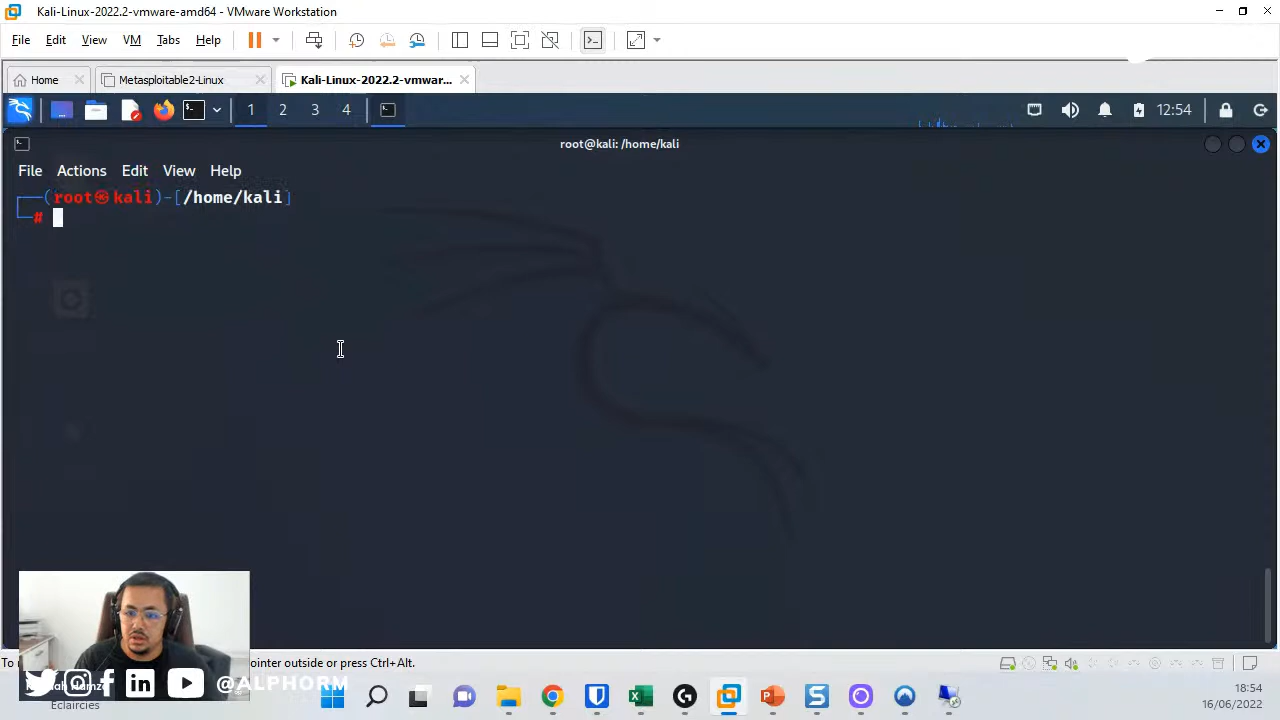 Kali-Linux-2022.2-vmware-amd64 - VMware Workstation
File Edit View VM Tabs Help
Home Metasploitable2-Linux Kali-Linux-2022.2-vmwar...
1 2 3 4 12:54
root@kali: /home/kali
File Actions Edit View Help
(root㉿kali)-[/home/kali]
#
pointer outside or press Ctrl+Alt.
@ALPHORM
Eclaircies
18:54
16/06/2022